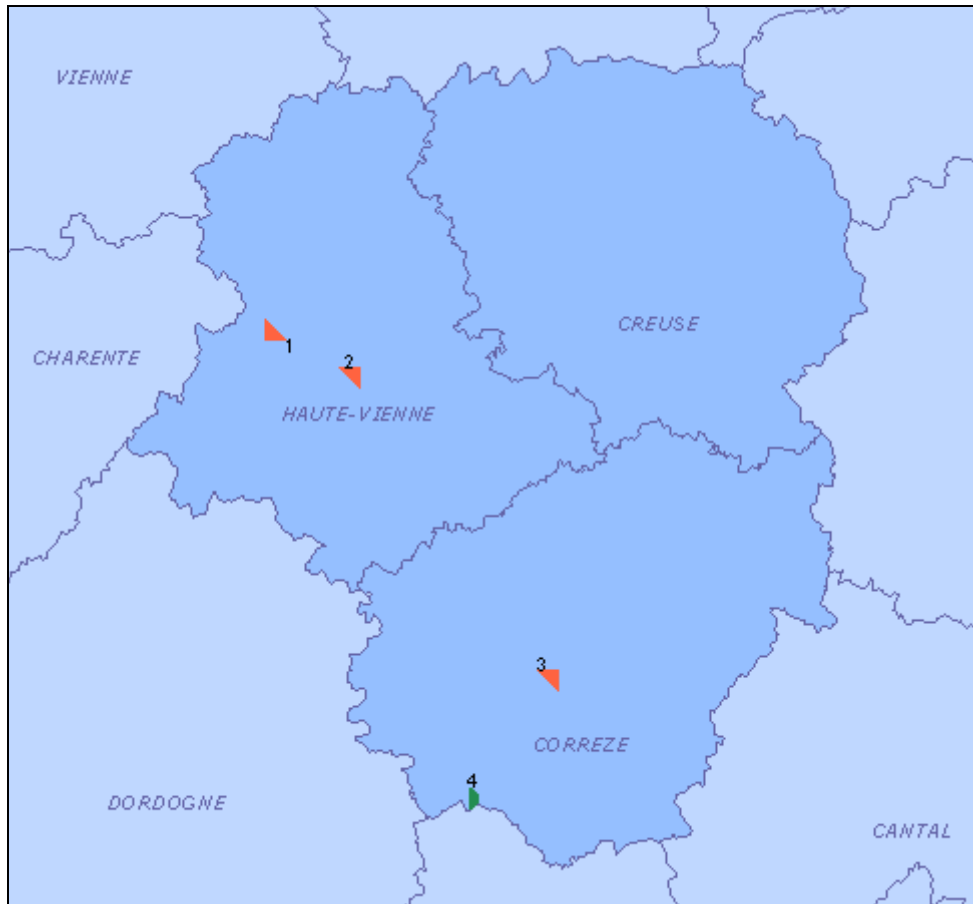 VIENNE
CREUSE
1
CHARENTE
2
HAUTE-VIENNE
3
CORREZE
4
DORDOGNE
CANTAL